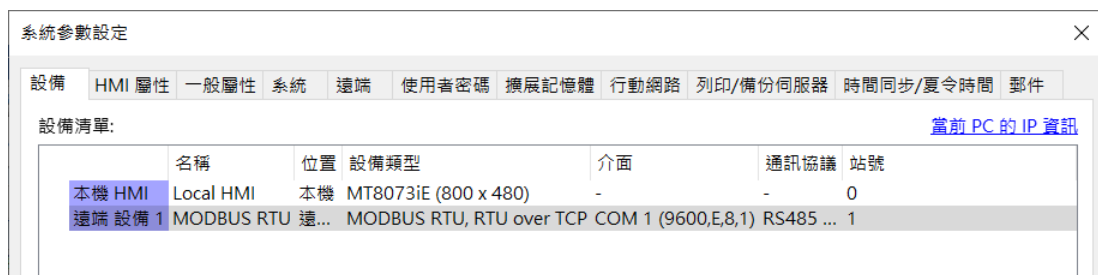 系統參數設定
設備 HMI 屬性 一般屬性 系統 遠端 使用者密碼 擴展記憶體 行動網路 列印/備份伺服器 時間同步/夏令時間 郵件
設備清單: 當前 PC 的 IP 資訊
名稱 位置 設備類型 介面 通訊協議 站號
本機 HMI Local HMI 本機 MT8073iE (800 x 480) - - 0
遠端 設備 1 MODBUS RTU 遠... MODBUS RTU, RTU over TCP COM 1 (9600,E,8,1) RS485 ... 1